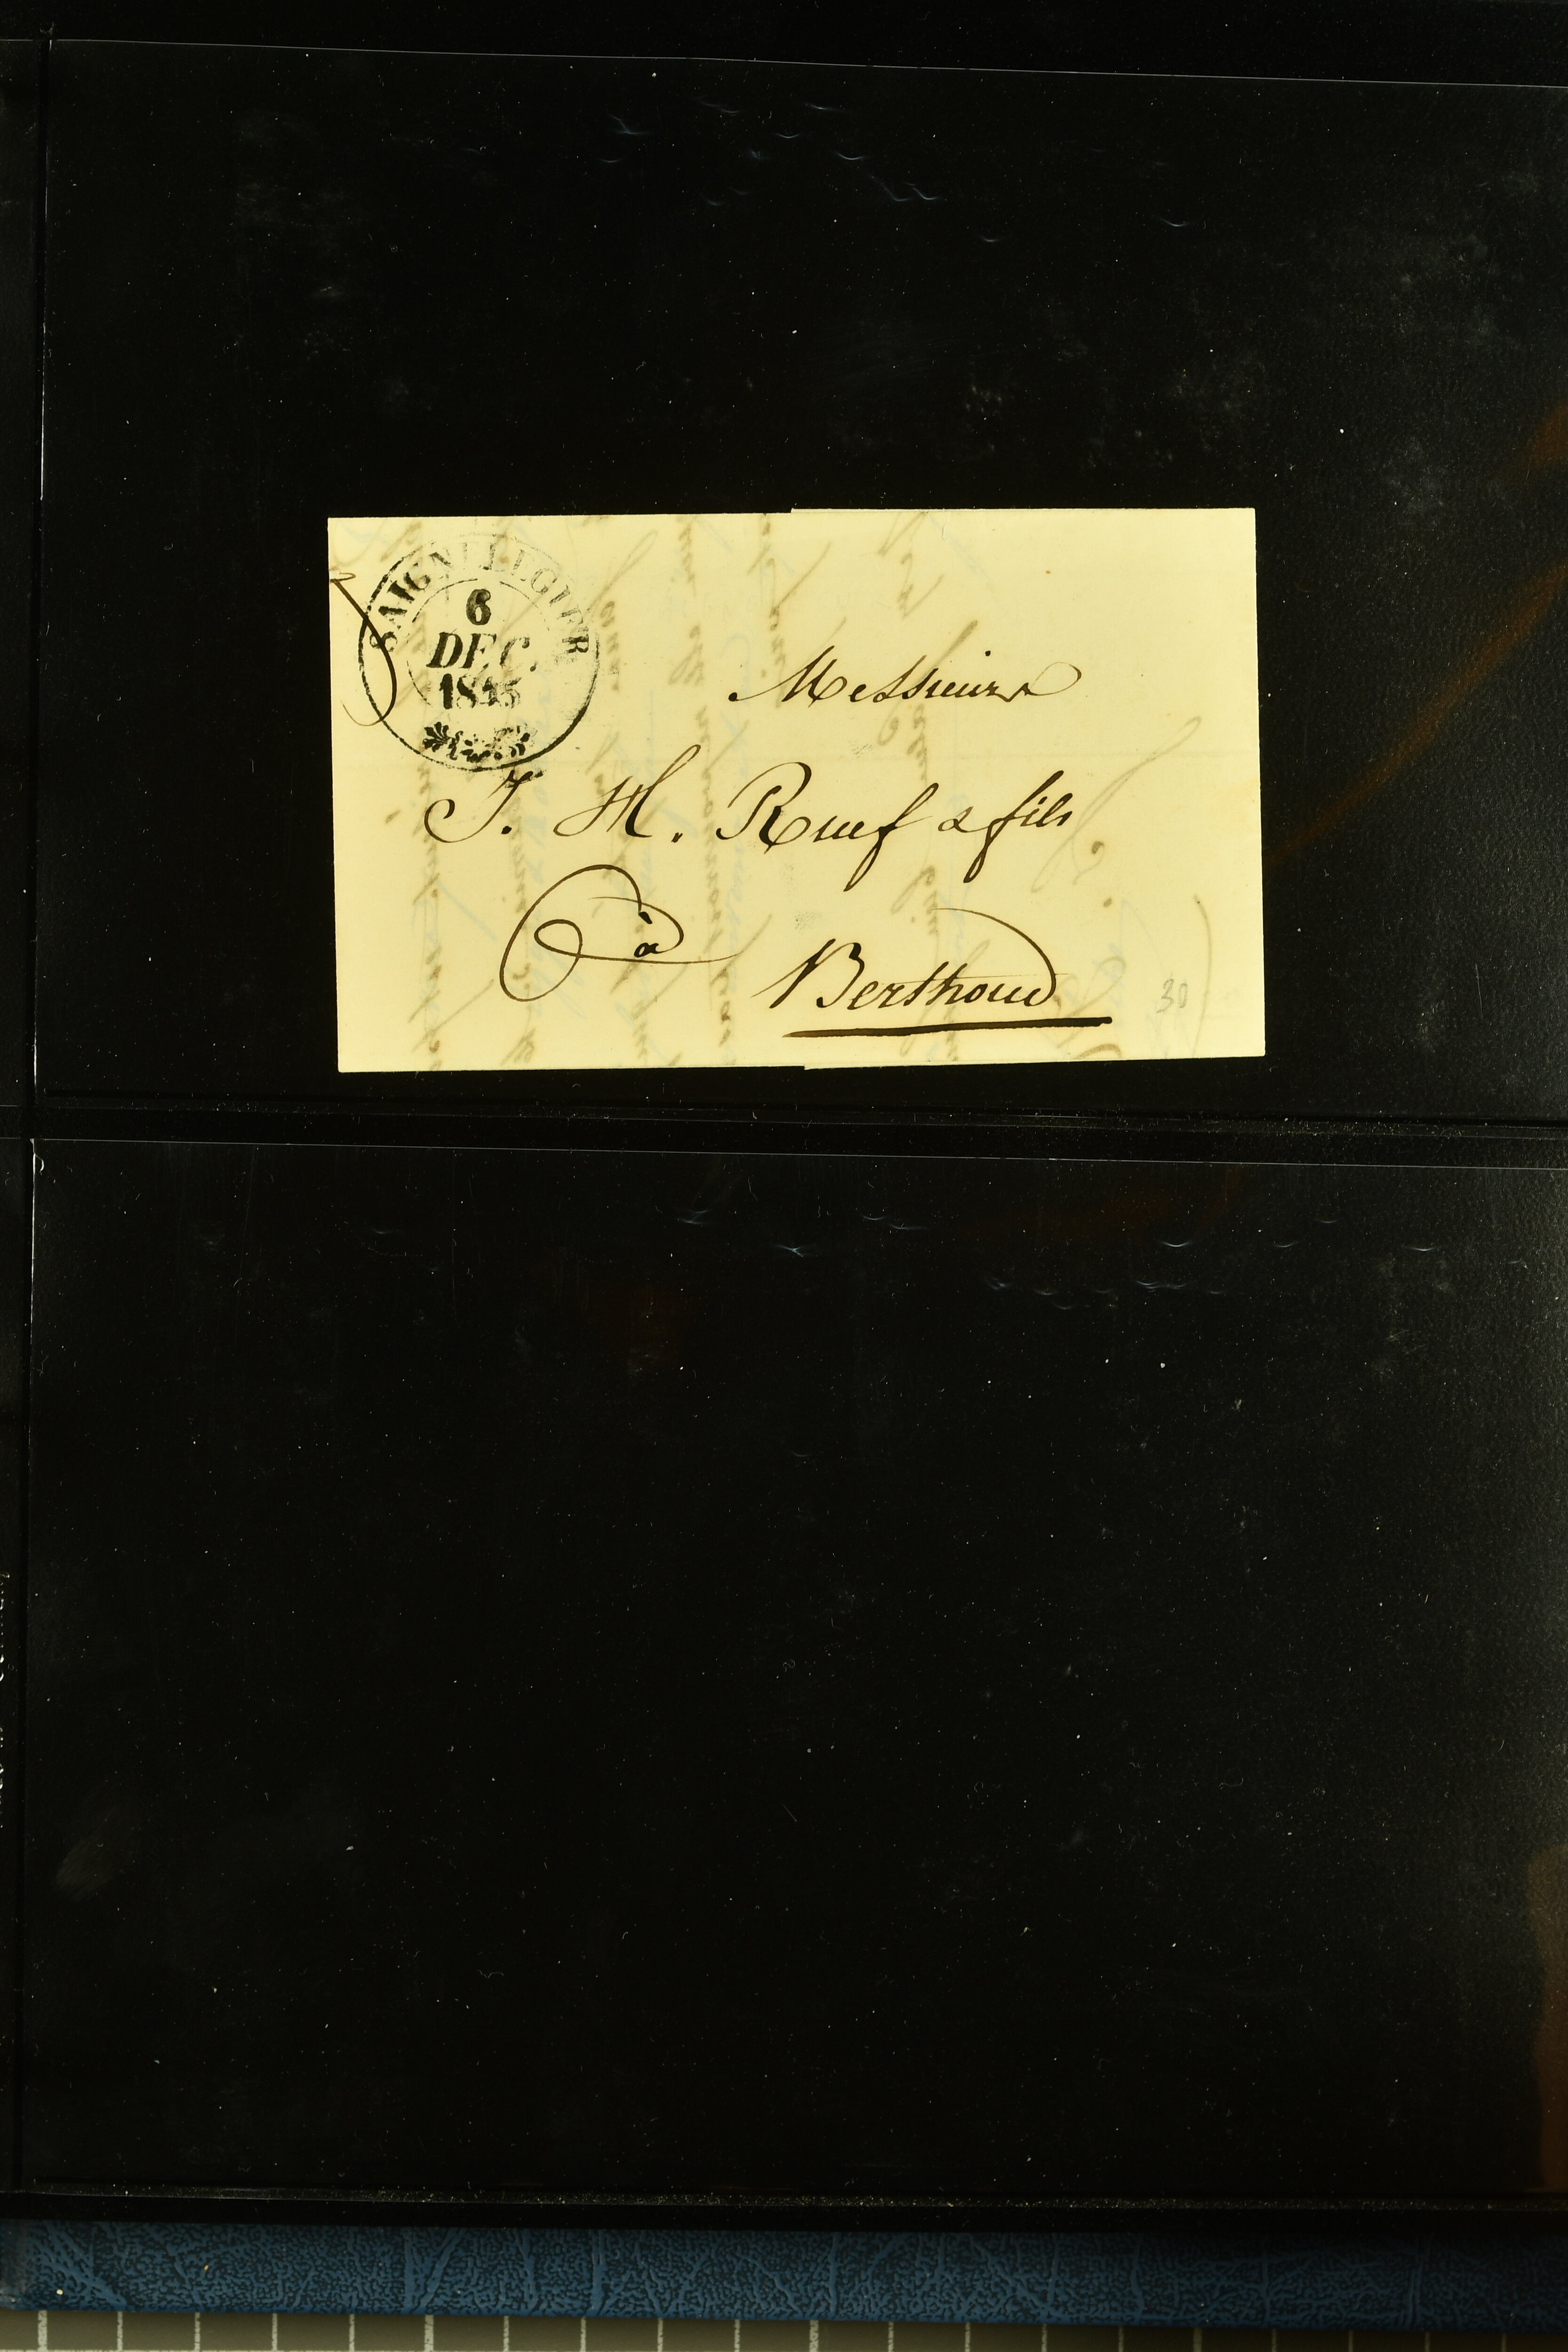 SAIGNELEGIER
6
DEC.
Messieurs
J. H. Ruef & fils
à
Berthoud
30